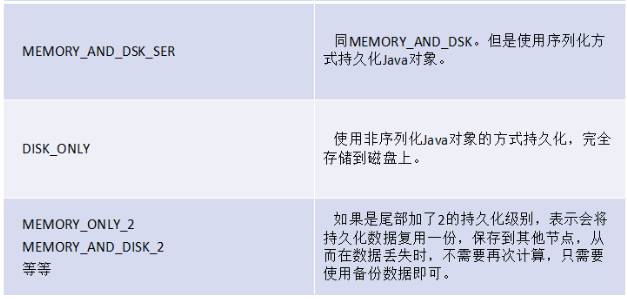 MEMORY_AND_DSK_SER
同MEMORY_AND_DSK。但是使用序列化方
式持久化Java对象。
DISK_ONLY
使用非序列化Java对象的方式持久化，完全
存储到磁盘上。
MEMORY_ONLY_2
MEMORY_AND_DISK_2
等等
如果是尾部加了2的持久化级别，表示会将
持久化数据复用一份，保存到其他节点，从
而在数据丢失时，不需要再次计算，只需要
使用备份数据即可。